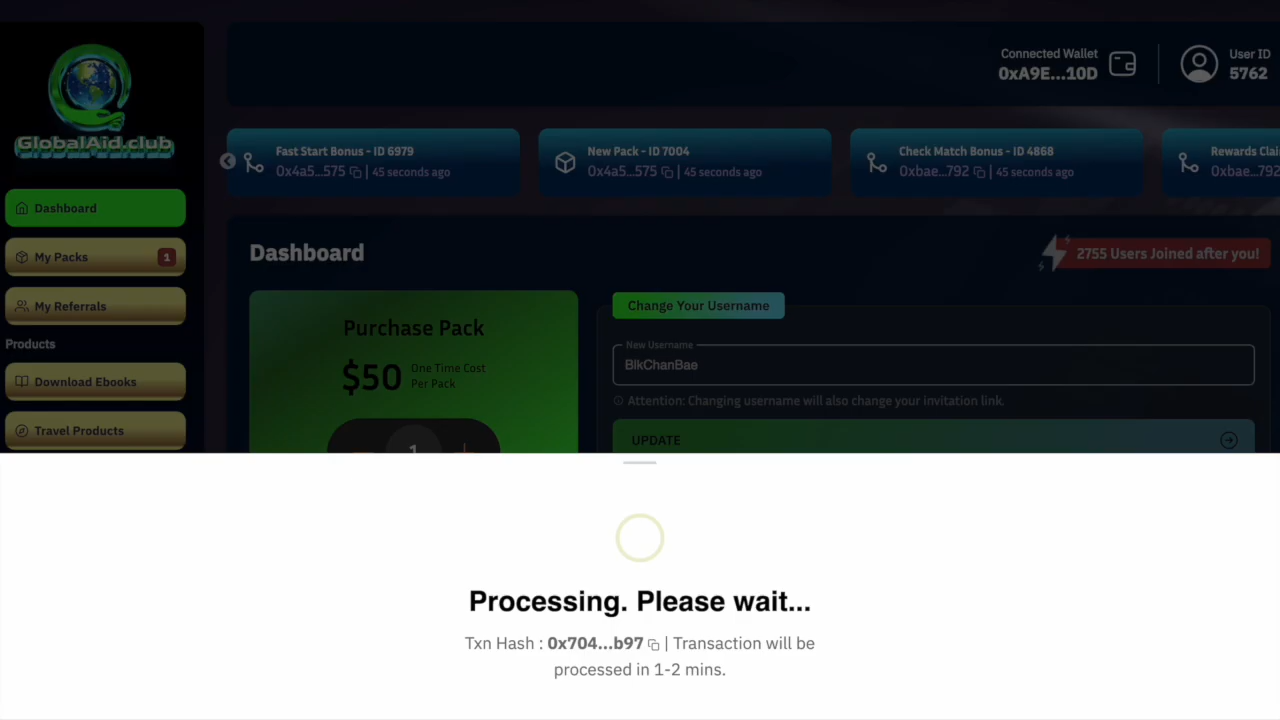 GlobalAid.club
Connected Wallet
0xA9E...10D
User ID
5762
Fast Start Bonus - ID 6979
0x4a5...575 | 45 seconds ago
New Pack - ID 7004
0x4a5...575 | 45 seconds ago
Check Match Bonus - ID 4868
0xbae...792 | 45 seconds ago
Rewards Clai
0xbae...792
Dashboard
My Packs 1
My Referrals
Products
Download Ebooks
Travel Products
Dashboard
2755 Users Joined after you!
Purchase Pack
$50
One Time Cost
Per Pack
1
Change Your Username
New Username
BlkChanBae
Attention: Changing username will also change your invitation link.
UPDATE
Processing. Please wait...
Txn Hash : 0x704...b97 | Transaction will be
processed in 1-2 mins.